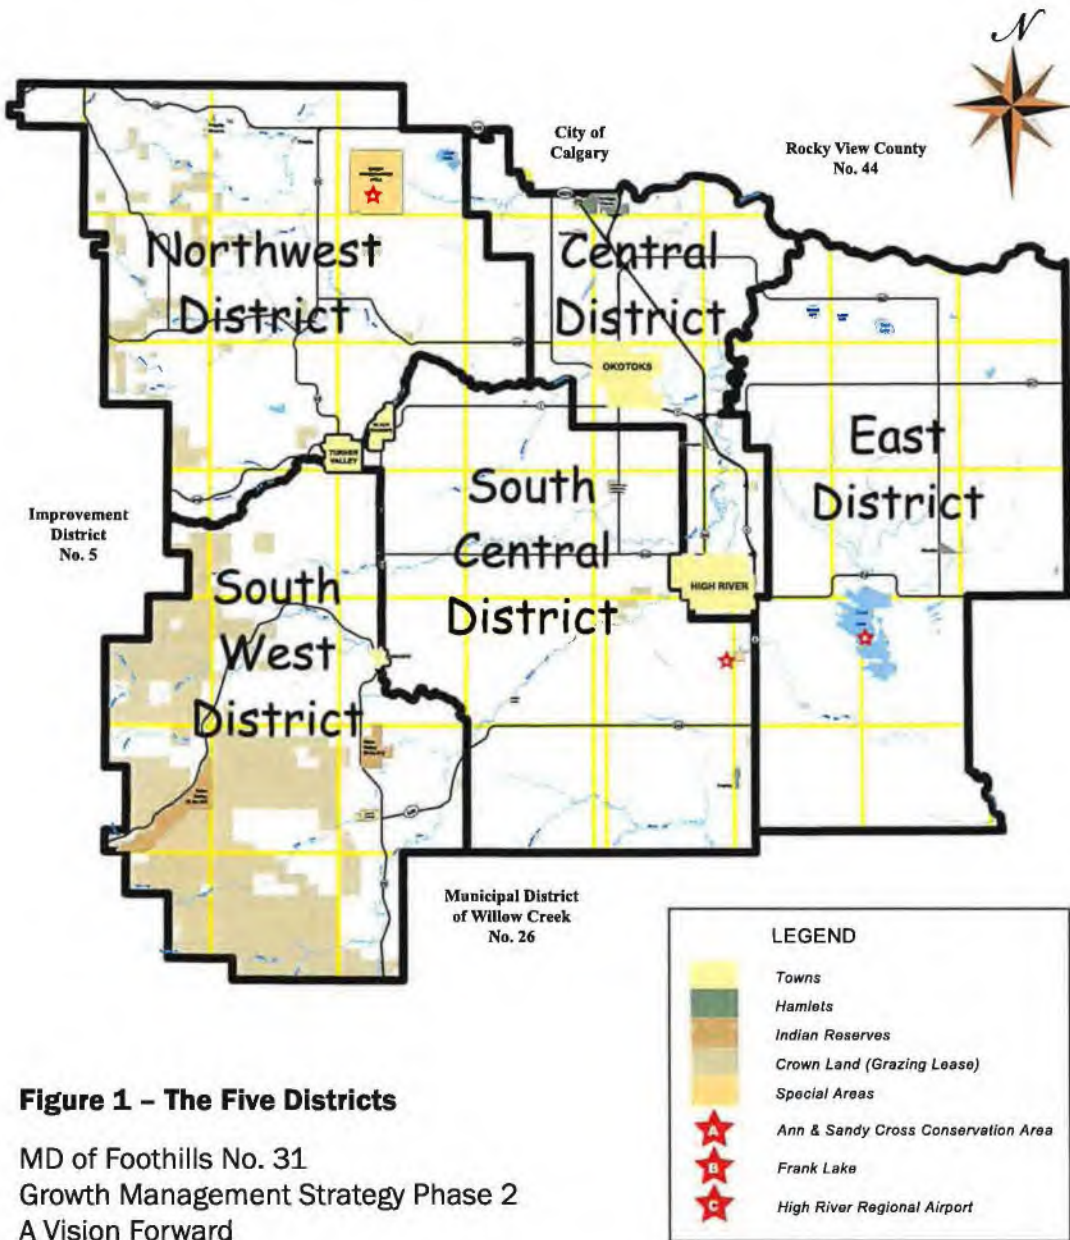 N
City of
Calgary
Rocky View County
No. 44
Northwest
District
Central
District
OKOTOKS
East
District
TURNER
VALLEY
South
Central
District
Improvement
District
No. 5
HIGH RIVER
South
West
District
Municipal District
of Willow Creek
No. 26
LEGEND
Towns
Hamlets
Indian Reserves
Crown Land (Grazing Lease)
Special Areas
A Ann & Sandy Cross Conservation Area
B Frank Lake
C High River Regional Airport
Figure 1 – The Five Districts
MD of Foothills No. 31
Growth Management Strategy Phase 2
A Vision Forward